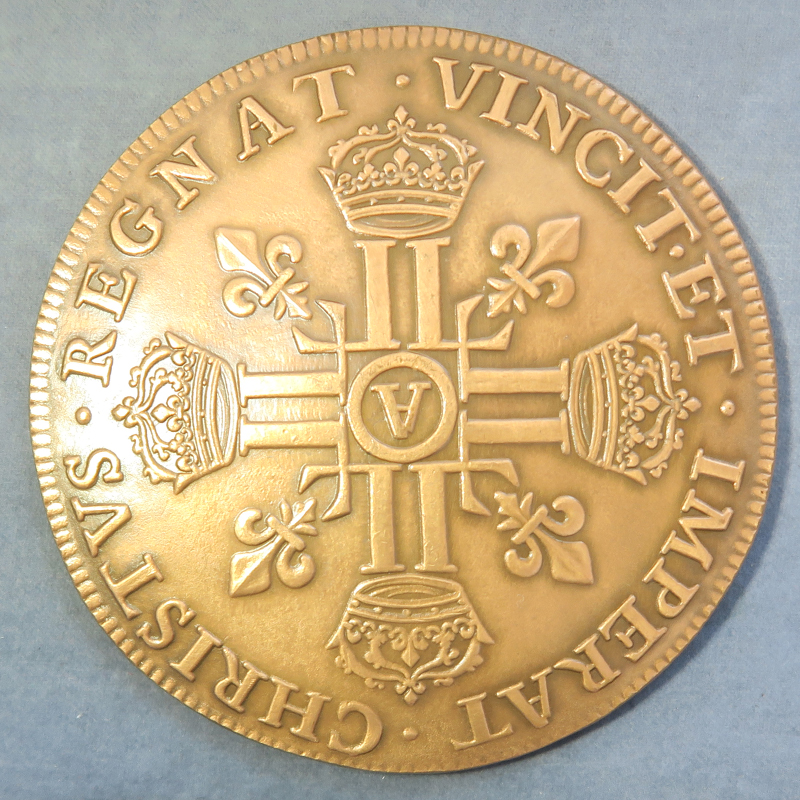 CHRISTVS · REGNAT · VINCIT · ET · IMPERAT ·
A